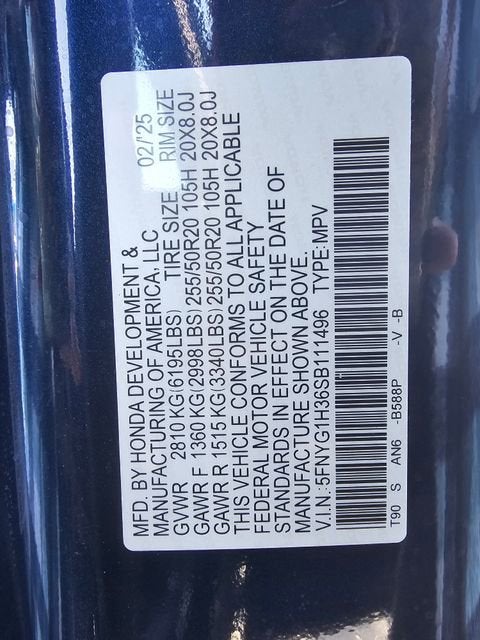 MFD. BY HONDA DEVELOPMENT &
MANUFACTURING OF AMERICA, LLC 02/'25
GVWR 2810 KG(6195LBS) TIRE SIZE RIM SIZE
GAWR F 1360 KG(2998LBS) 255/50R20 105H 20X8.0J
GAWR R 1515 KG(3340LBS) 255/50R20 105H 20X8.0J
THIS VEHICLE CONFORMS TO ALL APPLICABLE
FEDERAL MOTOR VEHICLE SAFETY
STANDARDS IN EFFECT ON THE DATE OF
MANUFACTURE SHOWN ABOVE.
V.I.N.:5FNYG1H36SB111496 TYPE:MPV
T90 S AN6 -B588P -V -B